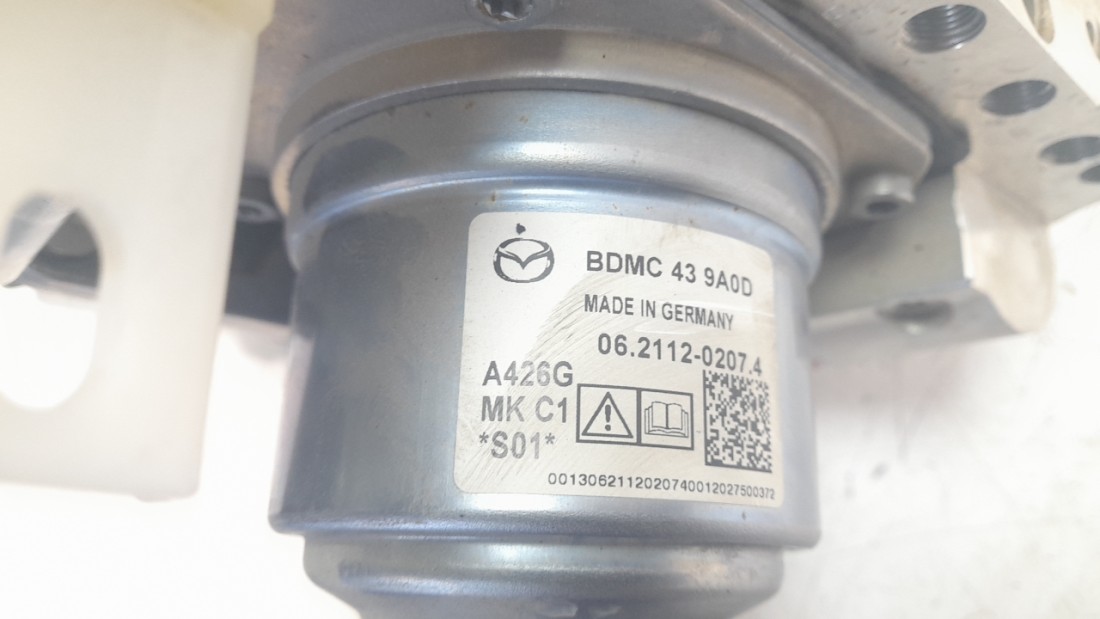 BDMC 43 9A0D
MADE IN GERMANY
06.2112-0207.4
A426G
MK C1
*S01*
0013062112020740012027500372